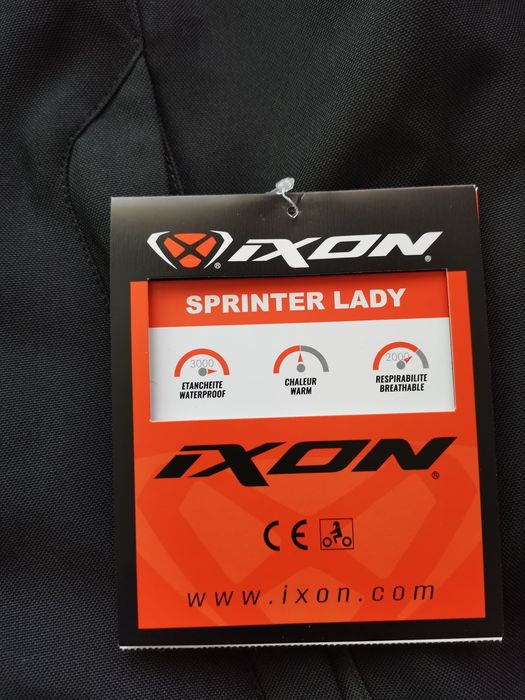 iXON®
SPRINTER LADY
3000
ETANCHEITE
WATERPROOF
CHALEUR
WARM
2000
RESPIRABILITE
BREATHABLE
iXON®
CE
www.ixon.com